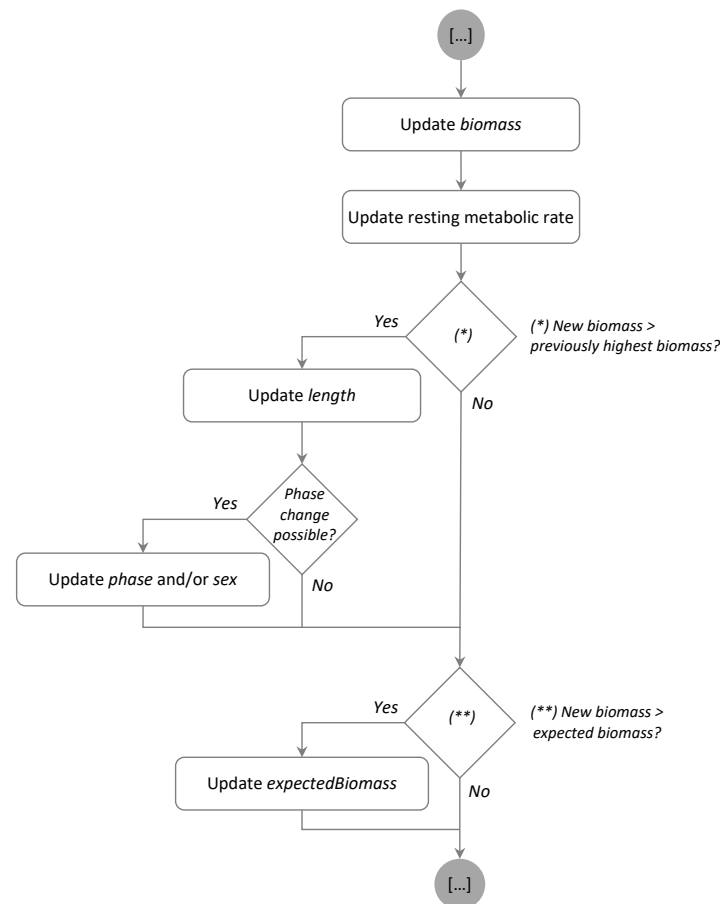 [...]
Update biomass
Update resting metabolic rate
Yes
(*)
(*) New biomass >
previously highest biomass?
Update length
No
Yes
Phase
change
possible?
Update phase and/or sex
No
Yes
(**)
(**) New biomass >
expected biomass?
Update expectedBiomass
No
[...]